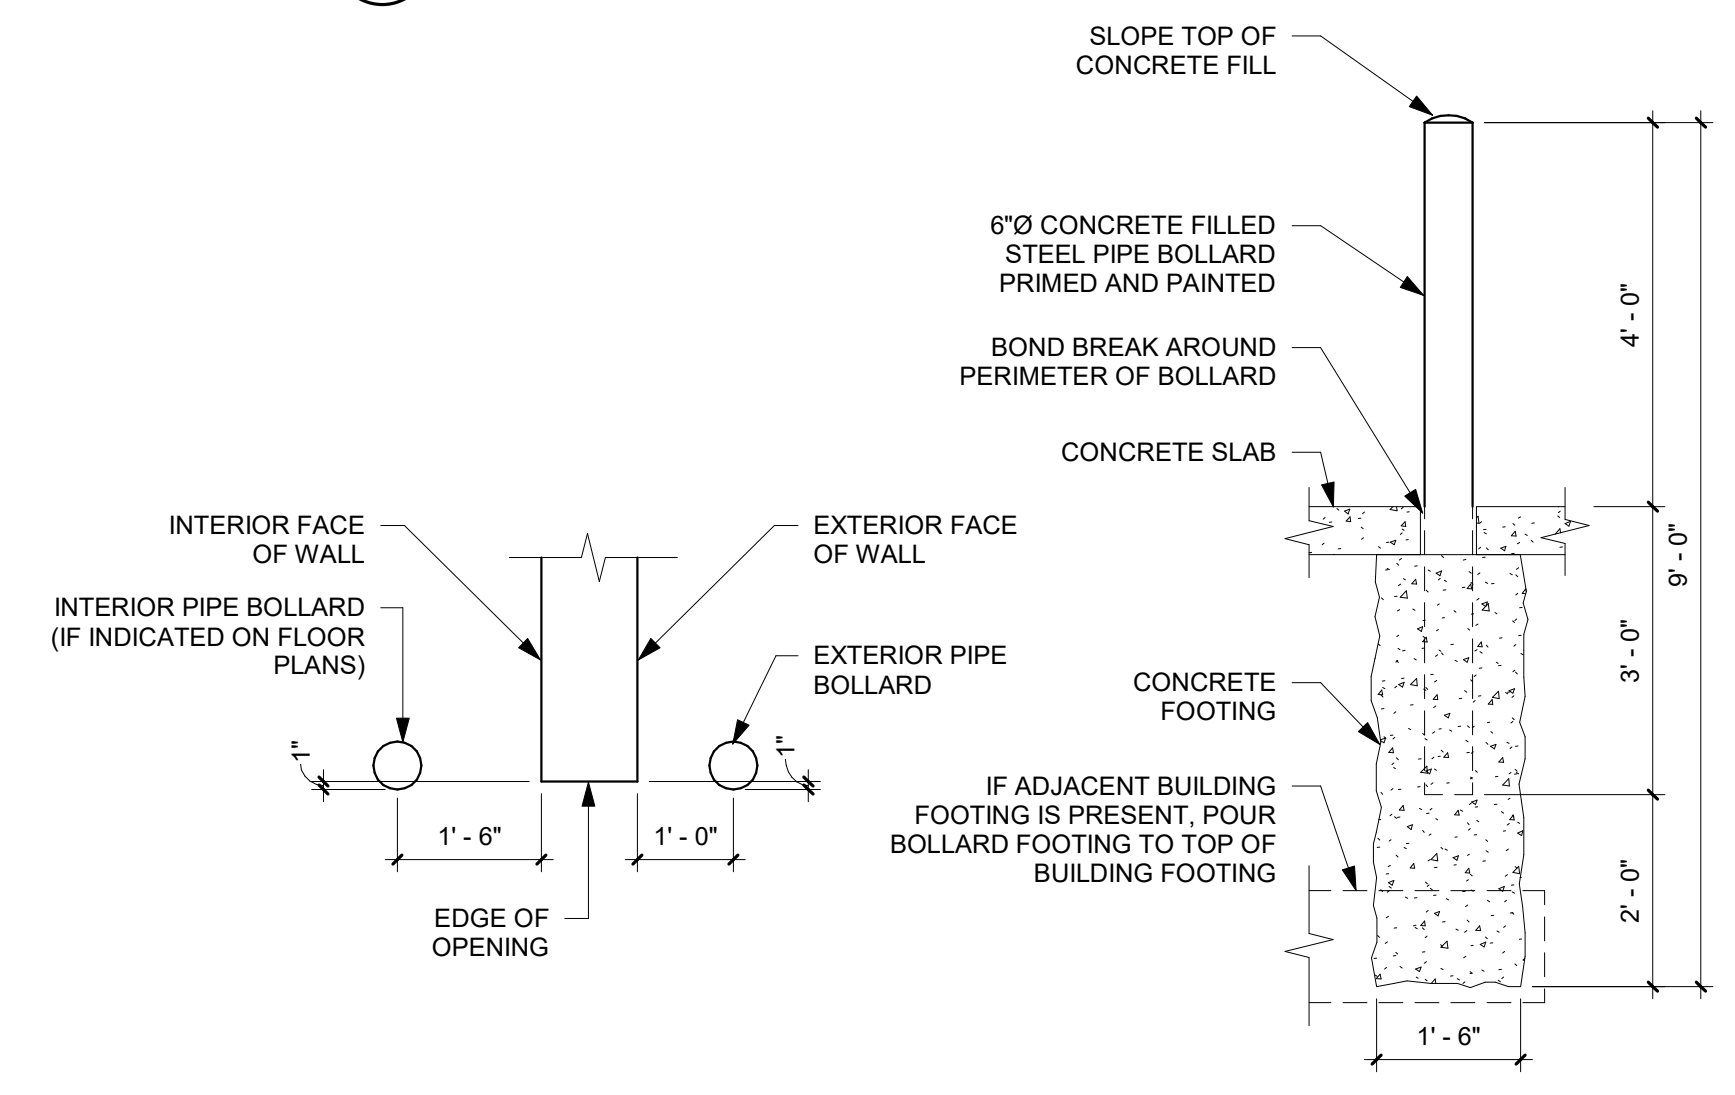 SLOPE TOP OF
CONCRETE FILL
6"Ø CONCRETE FILLED
STEEL PIPE BOLLARD
PRIMED AND PAINTED
4' - 0"
BOND BREAK AROUND
PERIMETER OF BOLLARD
CONCRETE SLAB
9' - 0"
INTERIOR FACE
OF WALL
EXTERIOR FACE
OF WALL
INTERIOR PIPE BOLLARD
(IF INDICATED ON FLOOR
PLANS)
EXTERIOR PIPE
BOLLARD
3' - 0"
CONCRETE
FOOTING
1"
1"
IF ADJACENT BUILDING
FOOTING IS PRESENT, POUR
BOLLARD FOOTING TO TOP OF
BUILDING FOOTING
1' - 6"
1' - 0"
2' - 0"
EDGE OF
OPENING
1' - 6"